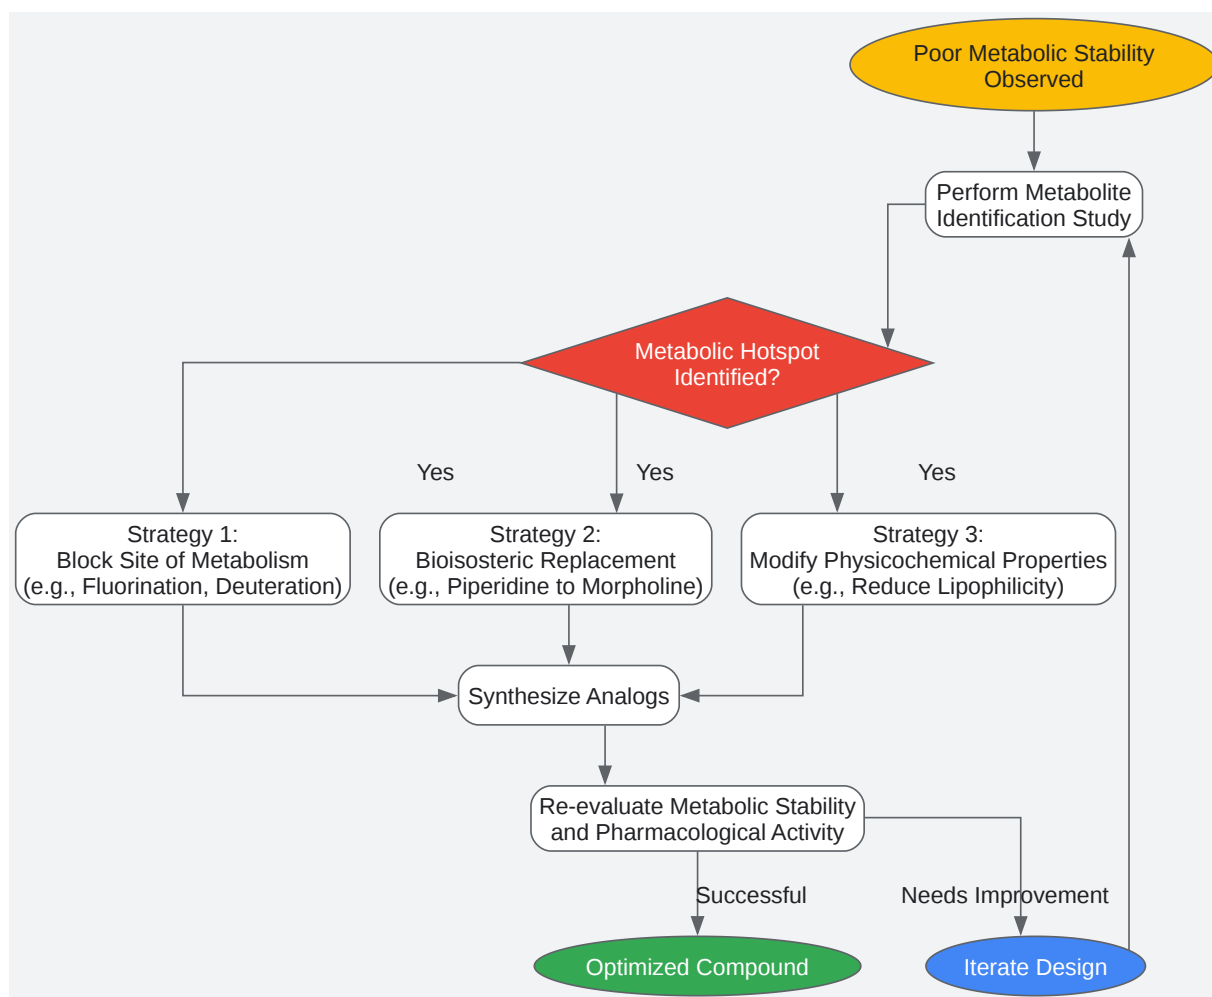 Poor Metabolic Stability
Observed
Perform Metabolite
Identification Study
Metabolic Hotspot
Identified?
Yes
Yes
Yes
Strategy 1:
Block Site of Metabolism
(e.g., Fluorination, Deuteration)
Strategy 2:
Bioisosteric Replacement
(e.g., Piperidine to Morpholine)
Strategy 3:
Modify Physicochemical Properties
(e.g., Reduce Lipophilicity)
Synthesize Analogs
Re-evaluate Metabolic Stability
and Pharmacological Activity
Successful
Needs Improvement
Optimized Compound
Iterate Design